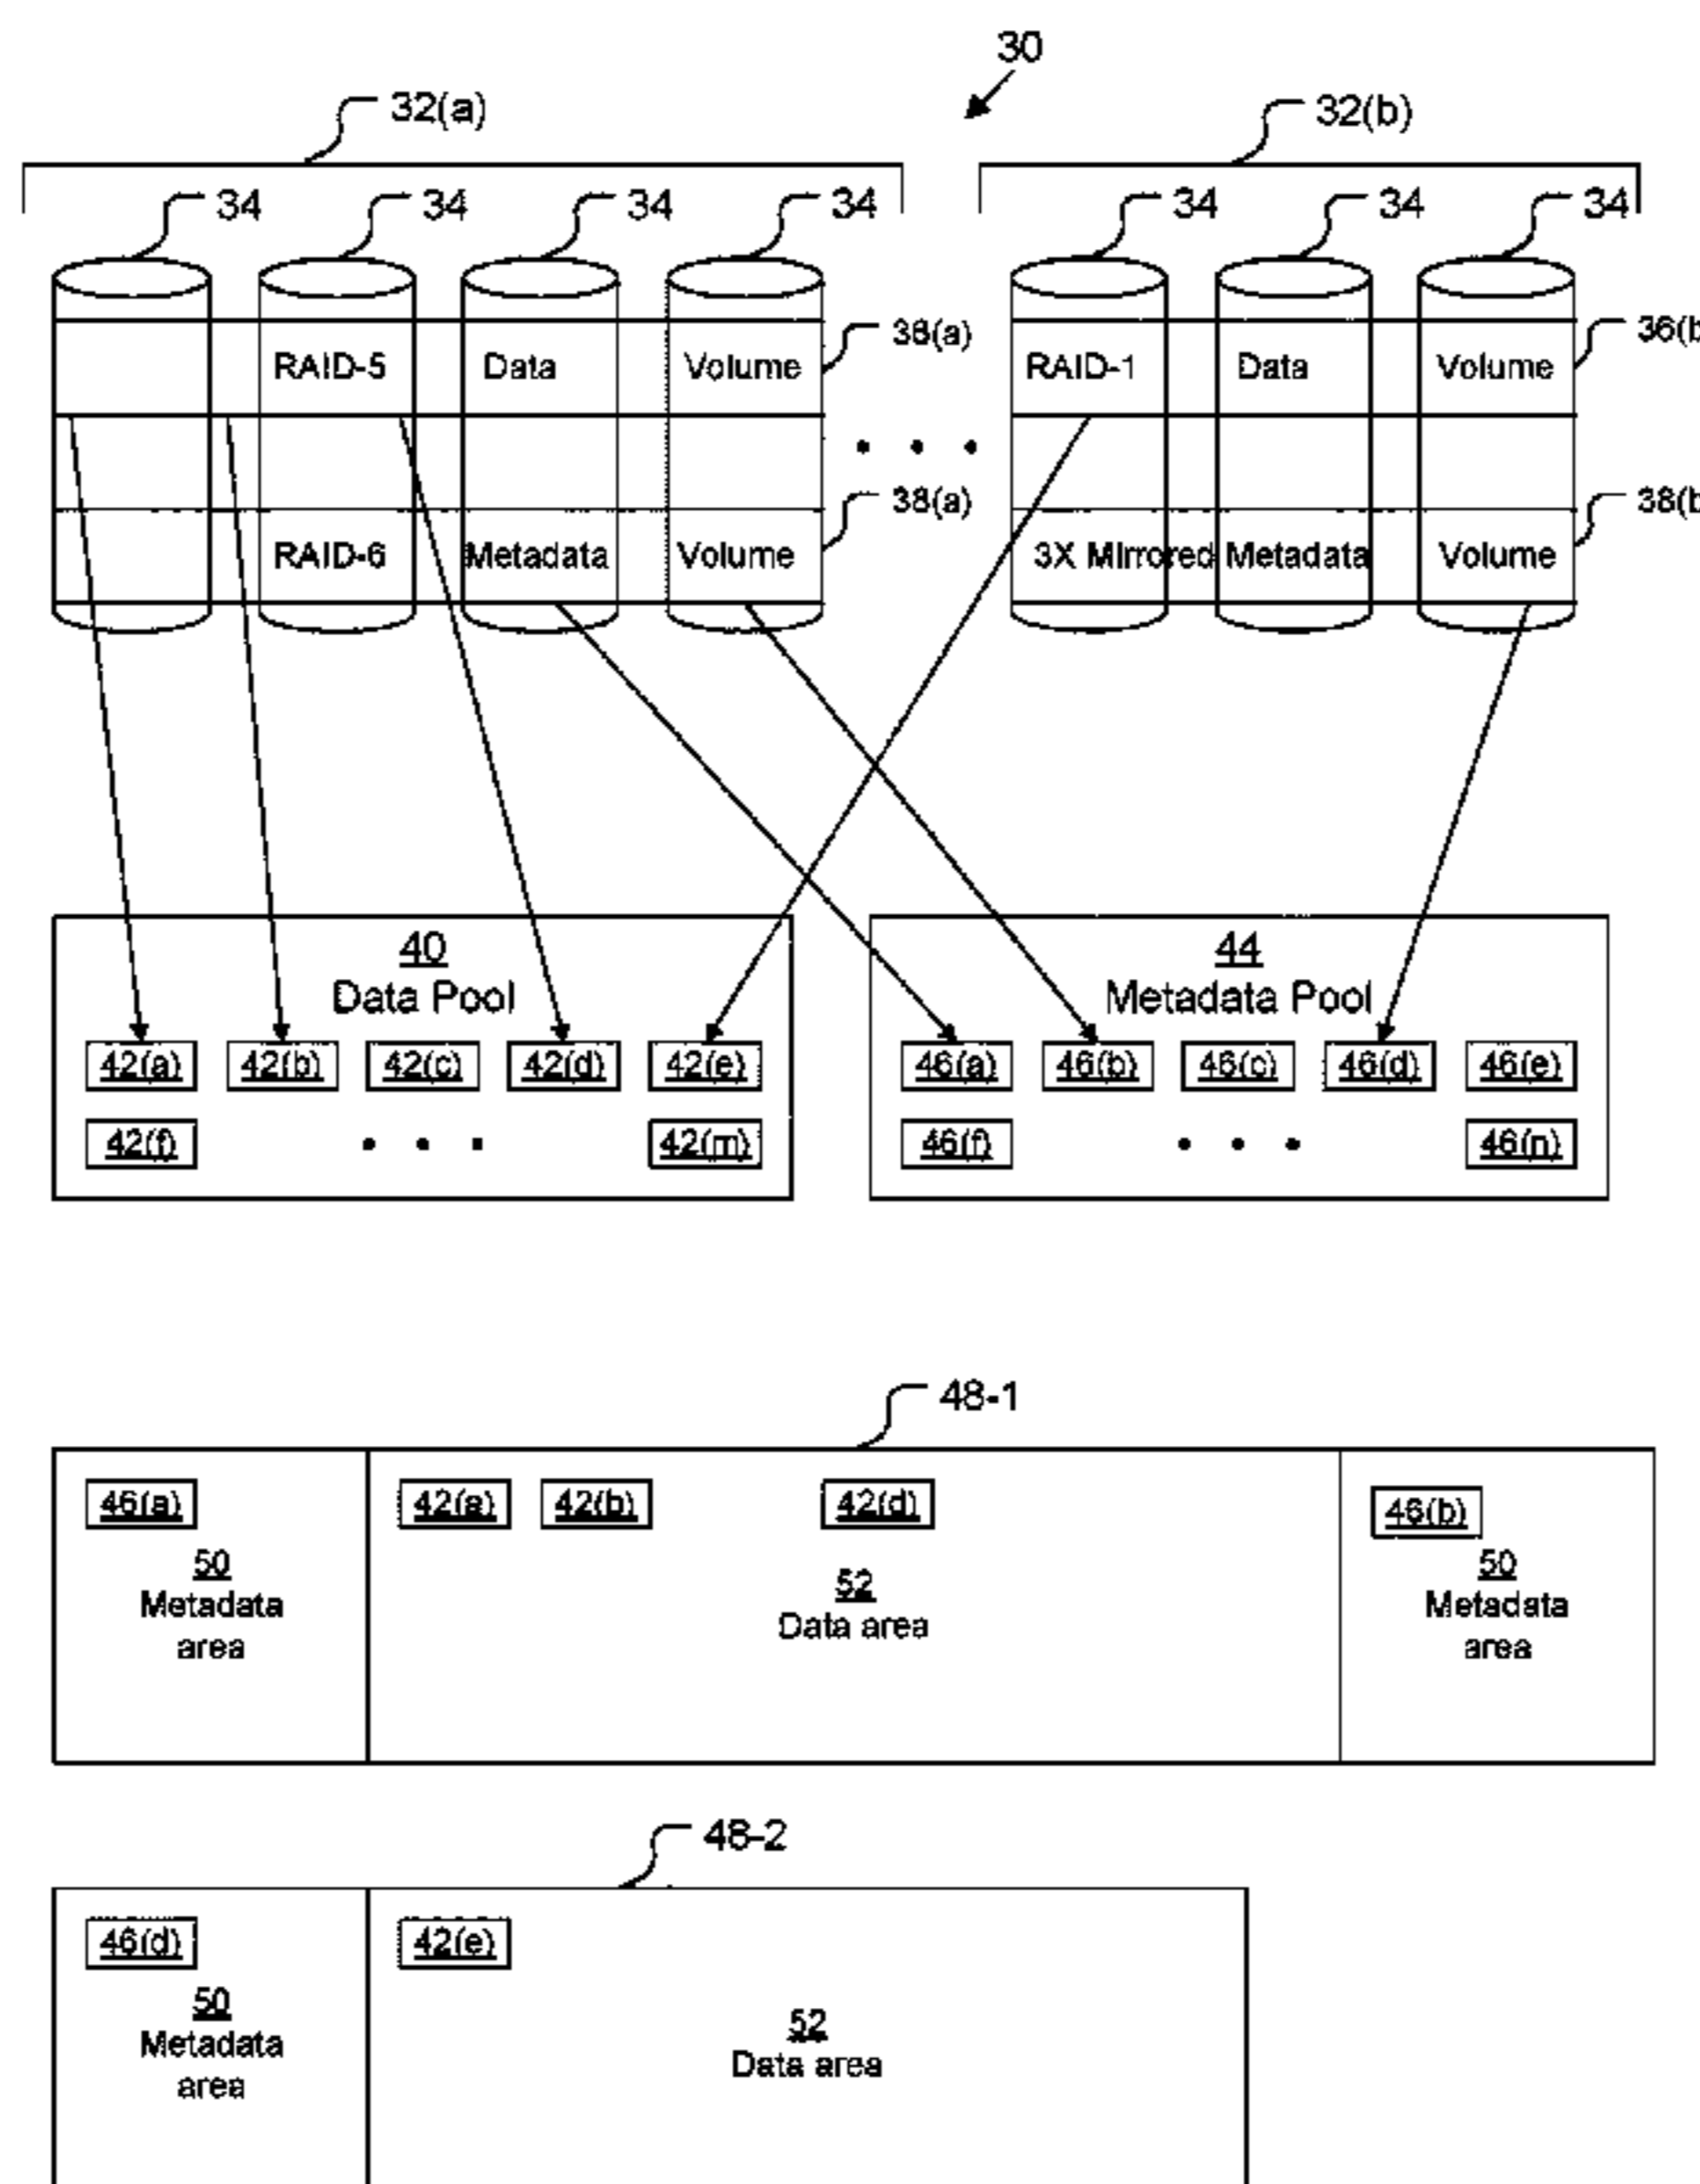 30
32(a)
32(b)
34 34 34 34 34 34 34
RAID-5 Data Volume 36(a) RAID-1 Data Volume 36(b
• • •
RAID-6 Metadata Volume 38(a) 3X Mirrored Metadata Volume 38(b
40
Data Pool
44
Metadata Pool
42(a) 42(b) 42(c) 42(d) 42(e) 46(a) 46(b) 46(c) 46(d) 46(e)
42(f) • • • 42(m) 46(f) • • • 46(n)
48-1
46(a) 42(a) 42(b) 42(d) 46(b)
50
Metadata
area
52
Data area
50
Metadata
area
48-2
46(d) 42(e)
50
Metadata
area
52
Data area